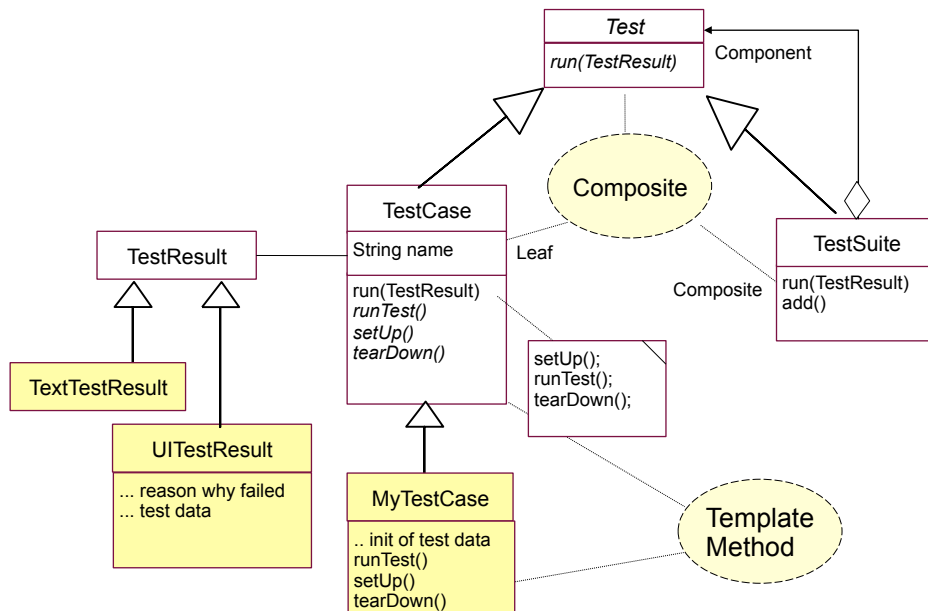 Test
run(TestResult)
Component
Composite
TestCase
String name
run(TestResult)
runTest()
setUp()
tearDown()
Leaf
TestResult
TestSuite
run(TestResult)
add()
Composite
setUp();
runTest();
tearDown();
TextTestResult
UITestResult
... reason why failed
... test data
MyTestCase
.. init of test data
runTest()
setUp()
tearDown()
Template
Method